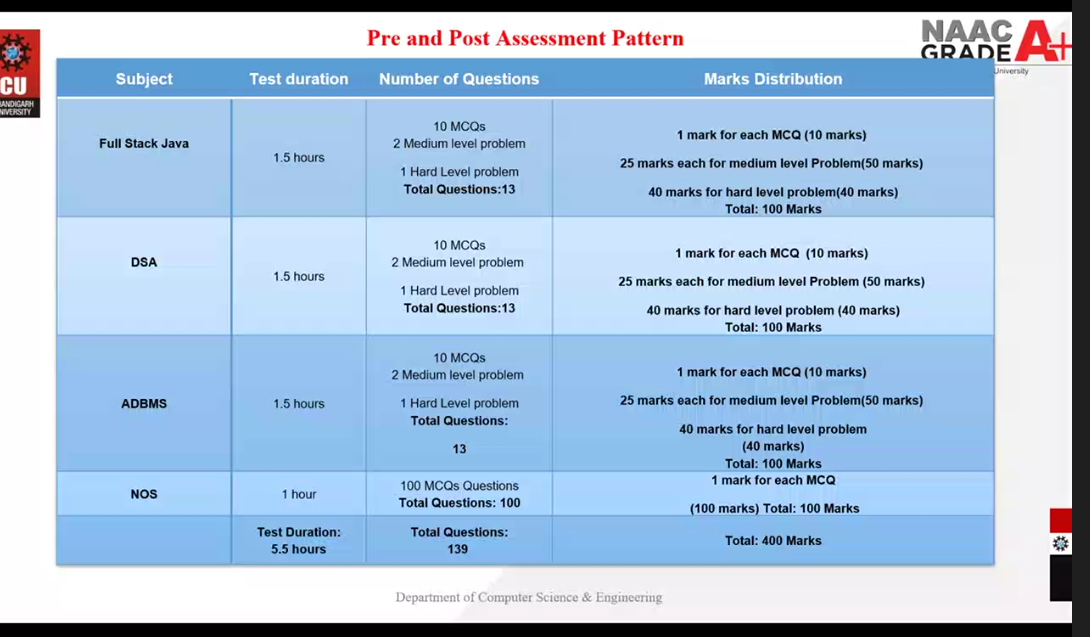 Pre and Post Assessment Pattern
NAAC
GRADE A+
University
CU
Subject Test duration Number of Questions Marks Distribution
Full Stack Java
1.5 hours
10 MCQs
2 Medium level problem
1 Hard Level problem
Total Questions:13
1 mark for each MCQ (10 marks)
25 marks each for medium level Problem(50 marks)
40 marks for hard level problem(40 marks)
Total: 100 Marks
DSA
1.5 hours
10 MCQs
2 Medium level problem
1 Hard Level problem
Total Questions:13
1 mark for each MCQ (10 marks)
25 marks each for medium level Problem (50 marks)
40 marks for hard level problem (40 marks)
Total: 100 Marks
ADBMS
1.5 hours
10 MCQs
2 Medium level problem
1 Hard Level problem
Total Questions:
13
1 mark for each MCQ (10 marks)
25 marks each for medium level Problem(50 marks)
40 marks for hard level problem
(40 marks)
Total: 100 Marks
NOS
1 hour
100 MCQs Questions
Total Questions: 100
1 mark for each MCQ
(100 marks) Total: 100 Marks
Test Duration:
5.5 hours
Total Questions:
139
Total: 400 Marks
Department of Computer Science & Engineering